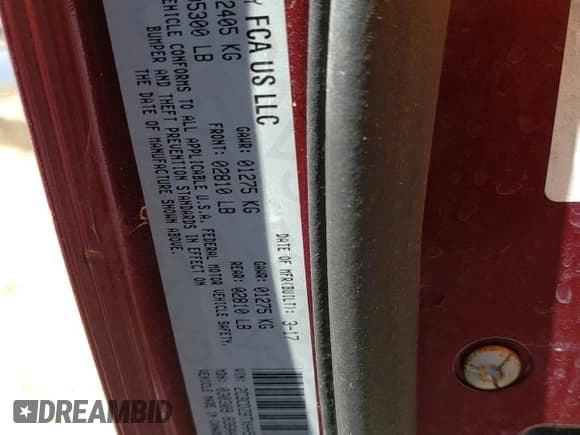 Y FCA US LLC
DATE OF MFR(BUILT): 3-17
2405 KG
GAWR: 01275 KG
GAWR: 01275 KG
5300 LB
FRONT: 02810 LB
REAR: 02810 LB
VEHICLE CONFORMS TO ALL APPLICABLE U.S.A. FEDERAL MOTOR VEHICLE SAFETY,
BUMPER AND THEFT PREVENTION STANDARDS IN EFFECT ON
THE DATE OF MANUFACTURE SHOWN ABOVE.
VIN:
DREAMBID